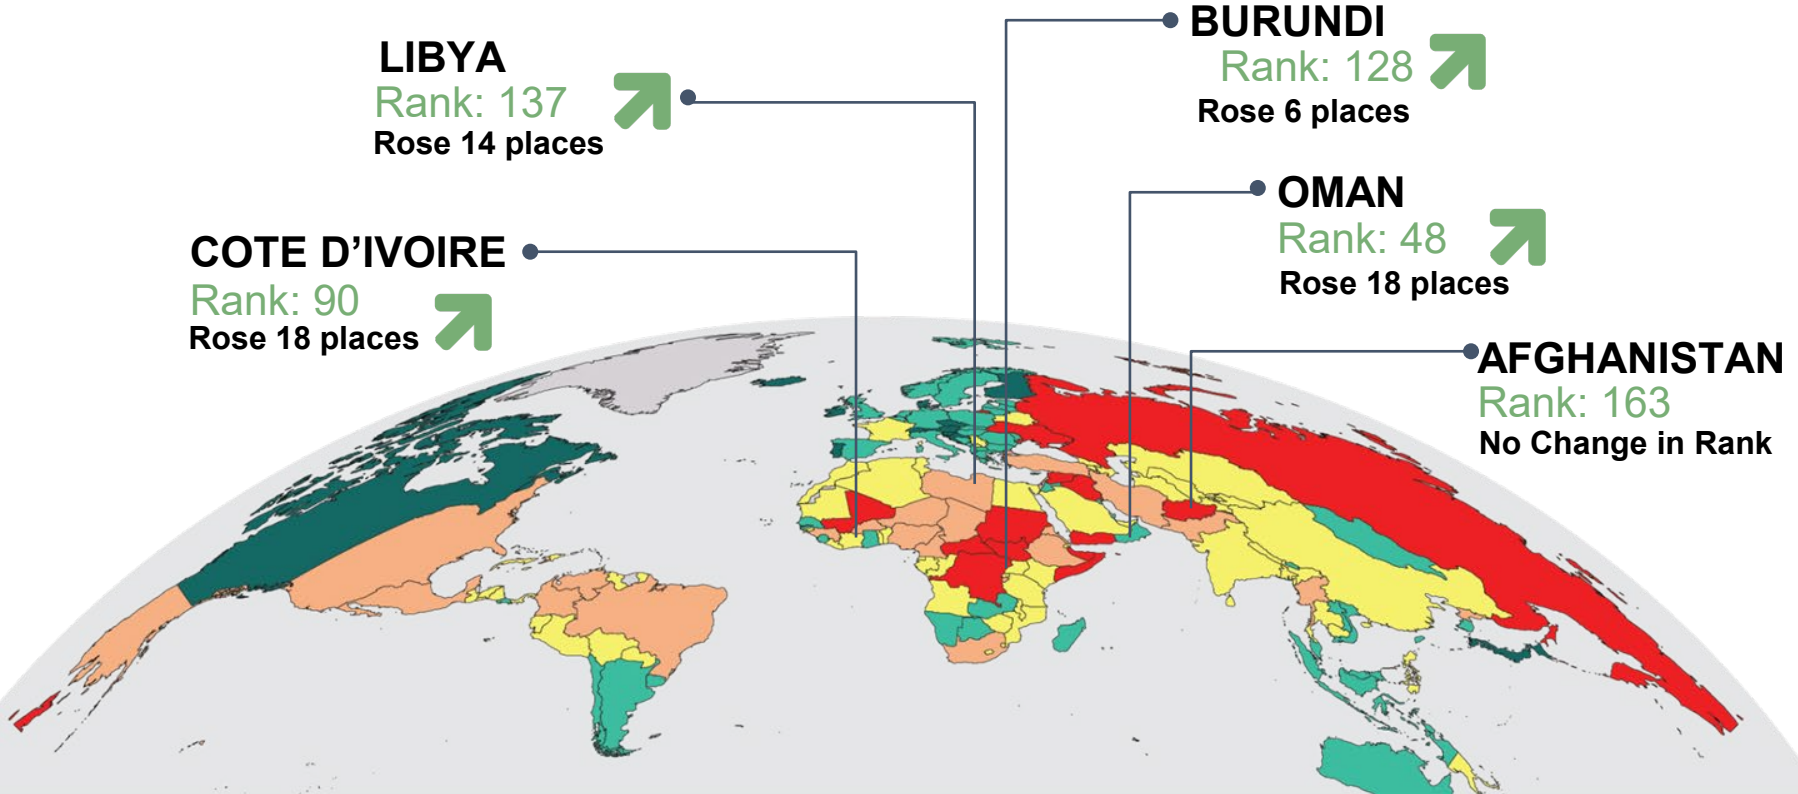 LIBYA
Rank: 137
Rose 14 places
BURUNDI
Rank: 128
Rose 6 places
COTE D’IVOIRE
Rank: 90
Rose 18 places
OMAN
Rank: 48
Rose 18 places
AFGHANISTAN
Rank: 163
No Change in Rank